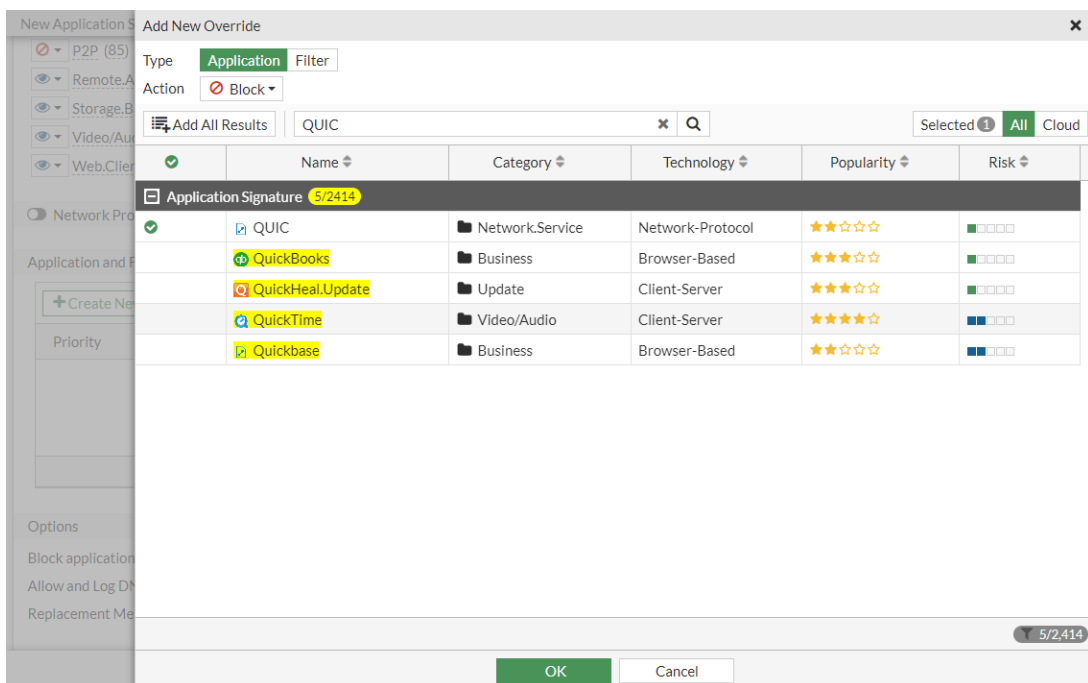 New Application S
Add New Override
P2P (85)
Remote.A
Storage.B
Video/Au
Web.Clien
Network Pro
Application and F
Create Ne
Priority
Options
Block application
Allow and Log DN
Replacement Me
Type Application Filter
Action Block
Add All Results QUIC Selected 1 All Cloud
Name Category Technology Popularity Risk
Application Signature 5/2414
QUIC Network.Service Network-Protocol
QuickBooks Business Browser-Based
QuickHeal.Update Update Client-Server
QuickTime Video/Audio Client-Server
Quickbase Business Browser-Based
5/2,414
OK Cancel